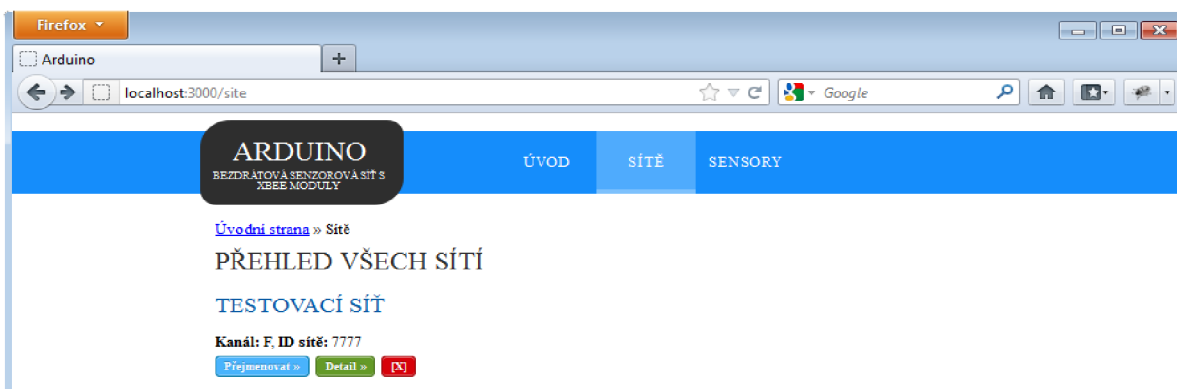 Firefox
Arduino
localhost:3000/site
Google
ARDUINO
BEZDRÁTOVÁ SENZOROVÁ SÍŤ S
XBEE MODULY
ÚVOD
SÍTĚ
SENSORY
Úvodní strana » Sítě
PŘEHLED VŠECH SÍTÍ
TESTOVACÍ SÍŤ
Kanál: F, ID sítě: 7777
Přejmenovat » Detail » [X]